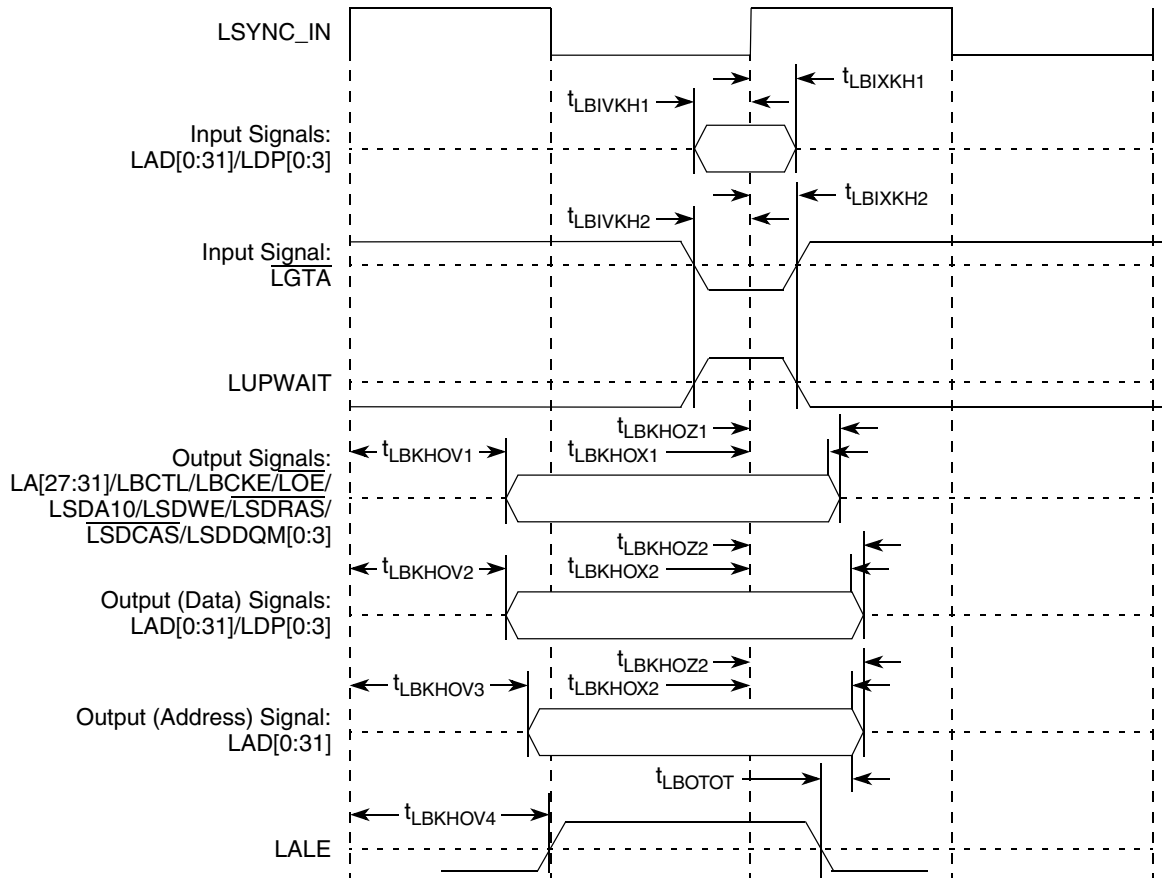 LSYNC_IN
tLBIXKH1
tLBIVKH1
Input Signals:
LAD[0:31]/LDP[0:3]
tLBIXKH2
tLBIVKH2
Input Signal:
LGTA
LUPWAIT
tLBKHOZ1
tLBKHOV1
tLBKHOX1
Output Signals:
LA[27:31]/LBCTL/LBCKE/LOE/
LSDA10/LSDWE/LSDRAS/
LSDCAS/LSDDQM[0:3]
tLBKHOZ2
tLBKHOV2
tLBKHOX2
Output (Data) Signals:
LAD[0:31]/LDP[0:3]
tLBKHOZ2
tLBKHOV3
tLBKHOX2
Output (Address) Signal:
LAD[0:31]
tLBOTOT
tLBKHOV4
LALE